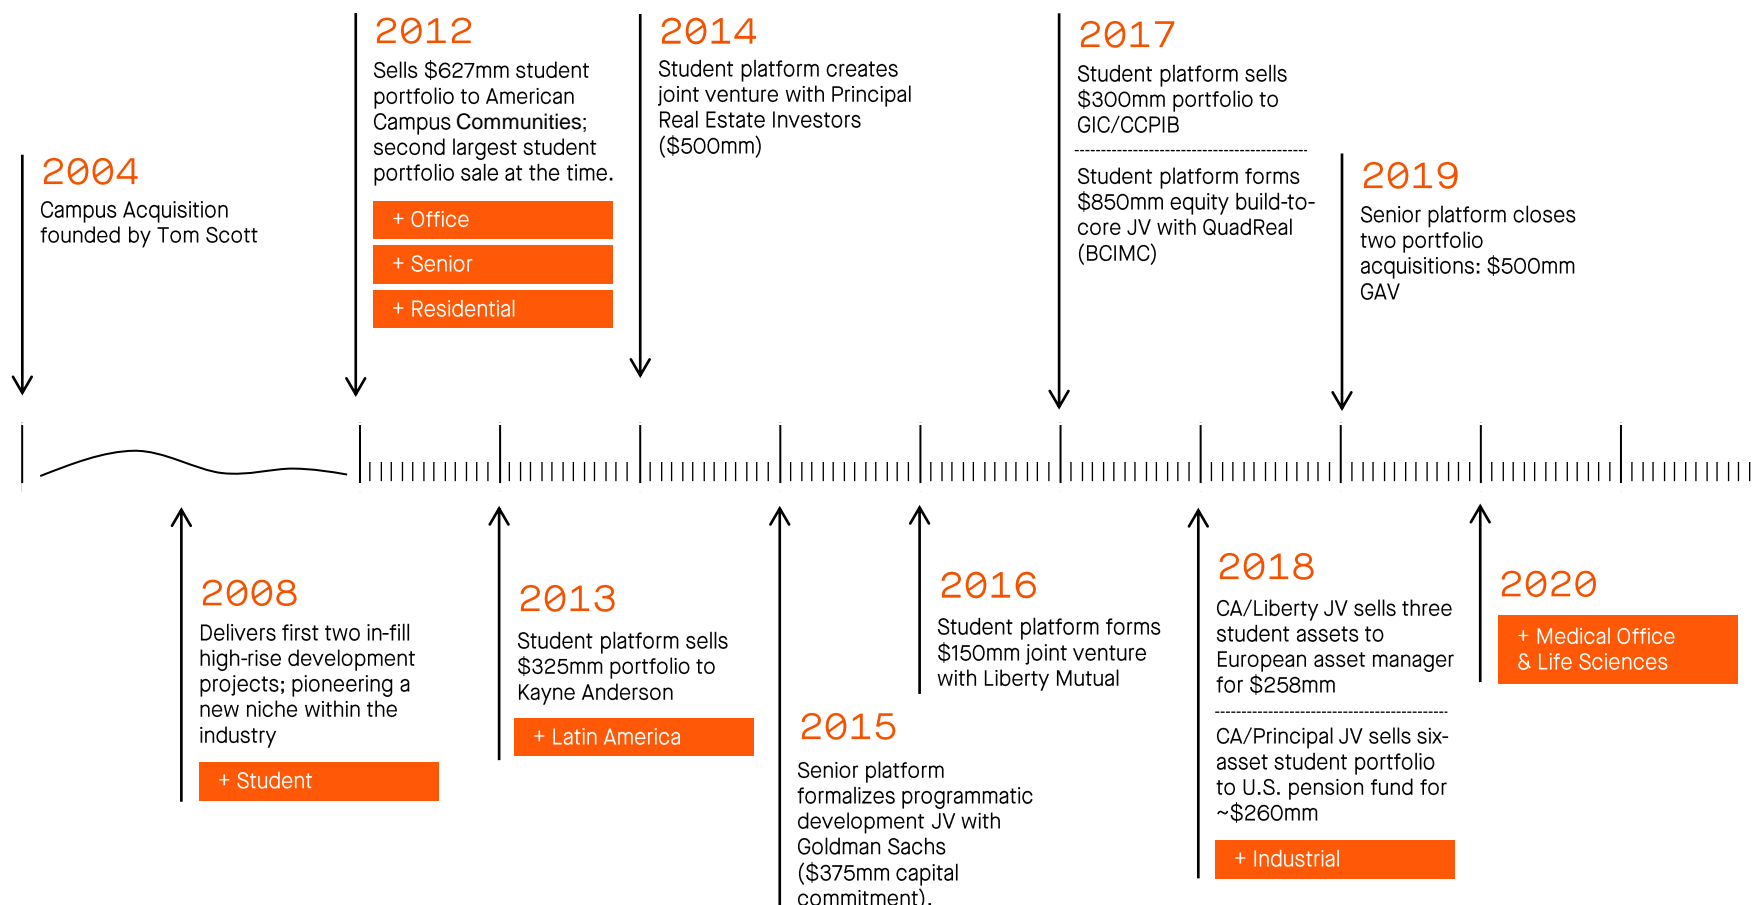 2004
Campus Acquisition
founded by Tom Scott
2012
Sells $627mm student
portfolio to American
Campus Communities;
second largest student
portfolio sale at the time.
+ Office
+ Senior
+ Residential
2014
Student platform creates
joint venture with Principal
Real Estate Investors
($500mm)
2017
Student platform sells
$300mm portfolio to
GIC/CCPIB
Student platform forms
$850mm equity build-to-
core JV with QuadReal
(BCIMC)
2019
Senior platform closes
two portfolio
acquisitions: $500mm
GAV
2008
Delivers first two in-fill
high-rise development
projects; pioneering a
new niche within the
industry
+ Student
2013
Student platform sells
$325mm portfolio to
Kayne Anderson
+ Latin America
2015
Senior platform
formalizes programmatic
development JV with
Goldman Sachs
($375mm capital
commitment).
2016
Student platform forms
$150mm joint venture
with Liberty Mutual
2018
CA/Liberty JV sells three
student assets to
European asset manager
for $258mm
CA/Principal JV sells six-
asset student portfolio
to U.S. pension fund for
~$260mm
+ Industrial
2020
+ Medical Office
& Life Sciences